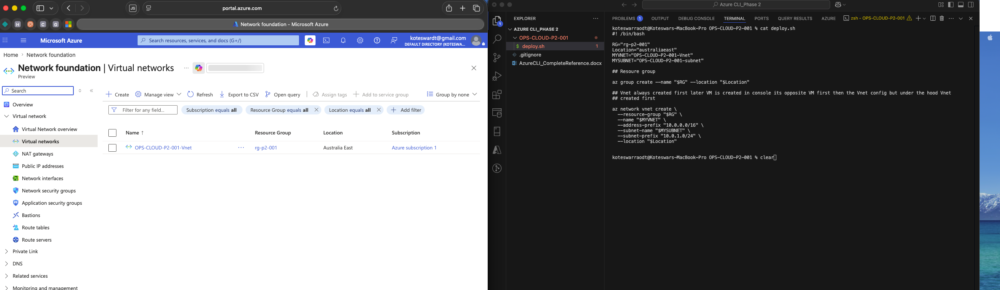 JS
portal.azure.com
H
C
G
Network foundation - Microsoft Azure
Microsoft Azure
Search resources, services, and docs (G+/)
koteswardt@gmail.com
DEFAULT DIRECTORY (KOTESWA...
Home > Network foundation
Network foundation | Virtual networks ...
Preview
Search
Overview
Virtual network
Virtual Network overview
Virtual networks
NAT gateways
Public IP addresses
Network interfaces
Network security groups
Application security groups
Bastions
Route tables
Route servers
Private Link
DNS
Related services
Monitoring and management
Create
Manage view
Refresh
Export to CSV
Open query
Assign tags
Add to service group
Group by none
Filter for any field...
Subscription equals all
Resource Group equals all
Location equals all
Add filter
Name ↑ Resource Group Location Subscription
OPS-CLOUD-P2-001-Vnet ... rg-p2-001 Australia East Azure subscription 1
Azure CLI_Phase 2
EXPLORER ...
1
AZURE CLI_PHASE 2
OPS-CLOUD-P2-001
$ deploy.sh 1
.gitignore
AzureCLI_CompleteReference.docx
PROBLEMS 1 OUTPUT DEBUG CONSOLE TERMINAL PORTS QUERY RESULTS AZURE zsh - OPS-CLOUD-P2-001
koteswarraodt@Koteswars-MacBook-Pro OPS-CLOUD-P2-001 % cat deploy.sh
#! /bin/bash
RG="rg-p2-001"
Location="australiaeast"
MYVNET="OPS-CLOUD-P2-001-Vnet"
MYSUBNET="OPS-CLOUD-P2-001-subnet"
## Resoure group
az group create --name "$RG" --location "$Location"
## Vnet always created first later VM is created in console its opposite VM first then the Vnet config but under the hood Vnet
## created first
az network vnet create \
--resource-group "$RG" \
--name "$MYVNET" \
--address-prefix "10.0.0.0/16" \
--subnet-name "$MYSUBNET" \
--subnet-prefix "10.0.1.0/24" \
--location "$Location"
koteswarraodt@Koteswars-MacBook-Pro OPS-CLOUD-P2-001 % clear